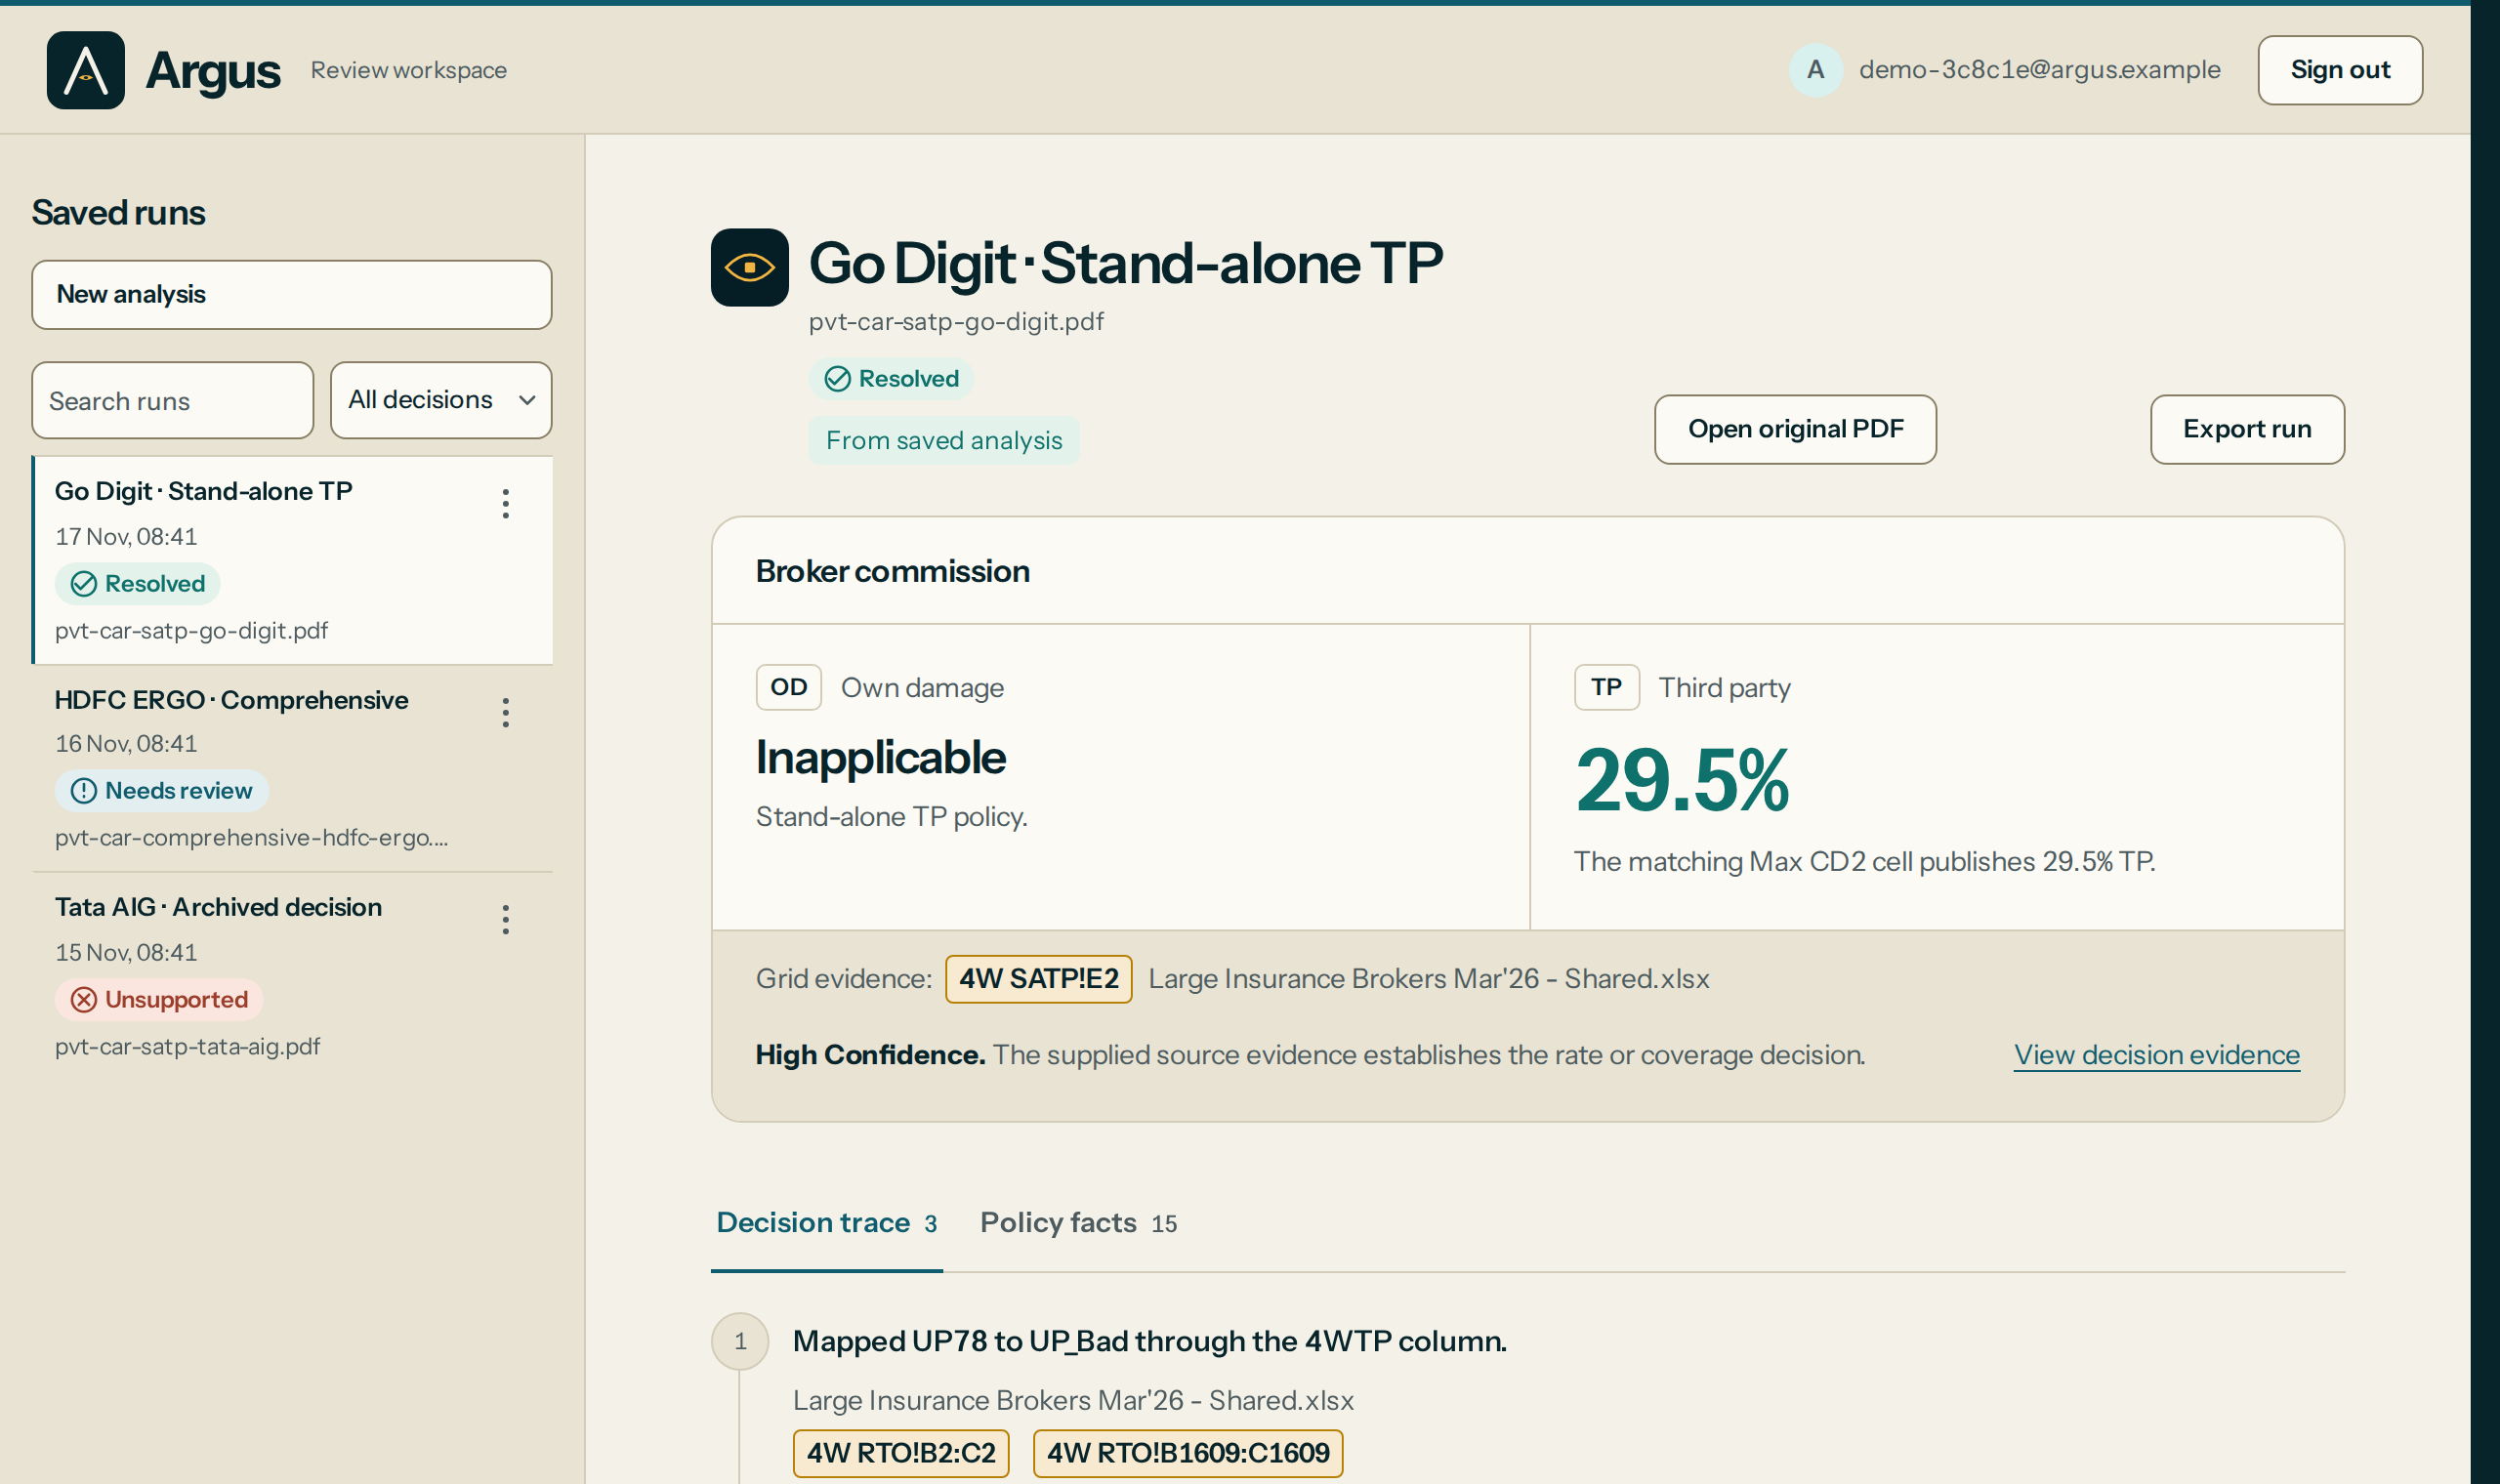 Argus
Review workspace
A
demo-3c8c1e@argus.example
Sign out
Saved runs
New analysis
Search runs
All decisions
Go Digit · Stand-alone TP
17 Nov, 08:41
Resolved
pvt-car-satp-go-digit.pdf
HDFC ERGO · Comprehensive
16 Nov, 08:41
Needs review
pvt-car-comprehensive-hdfc-ergo....
Tata AIG · Archived decision
15 Nov, 08:41
Unsupported
pvt-car-satp-tata-aig.pdf
Go Digit · Stand-alone TP
pvt-car-satp-go-digit.pdf
Resolved
From saved analysis
Open original PDF
Export run
Broker commission
OD Own damage
Inapplicable
Stand-alone TP policy.
TP Third party
29.5%
The matching Max CD2 cell publishes 29.5% TP.
Grid evidence: 4W SATP!E2 Large Insurance Brokers Mar'26 - Shared.xlsx
High Confidence. The supplied source evidence establishes the rate or coverage decision.
View decision evidence
Decision trace 3
Policy facts 15
1
Mapped UP78 to UP_Bad through the 4WTP column.
Large Insurance Brokers Mar'26 - Shared.xlsx
4W RTO!B2:C2
4W RTO!B1609:C1609